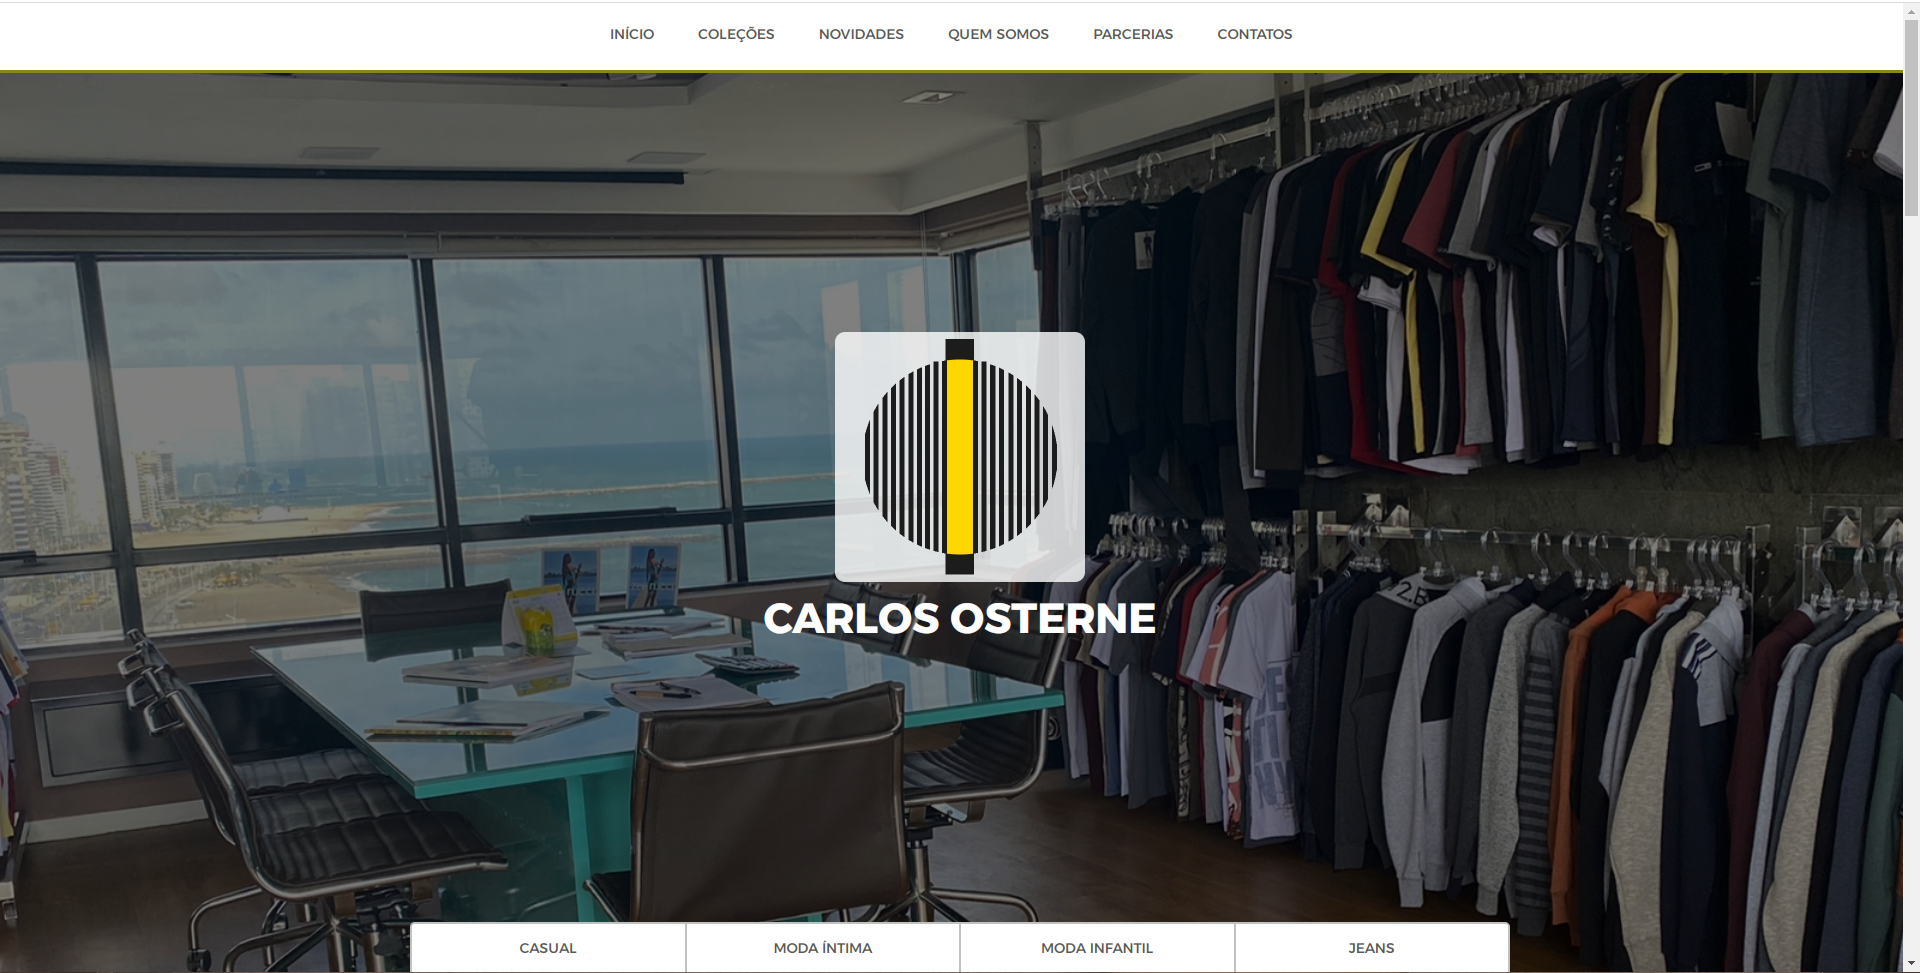 INÍCIO COLEÇÕES NOVIDADES QUEM SOMOS PARCERIAS CONTATOS
CARLOS OSTERNE
CASUAL MODA ÍNTIMA MODA INFANTIL JEANS